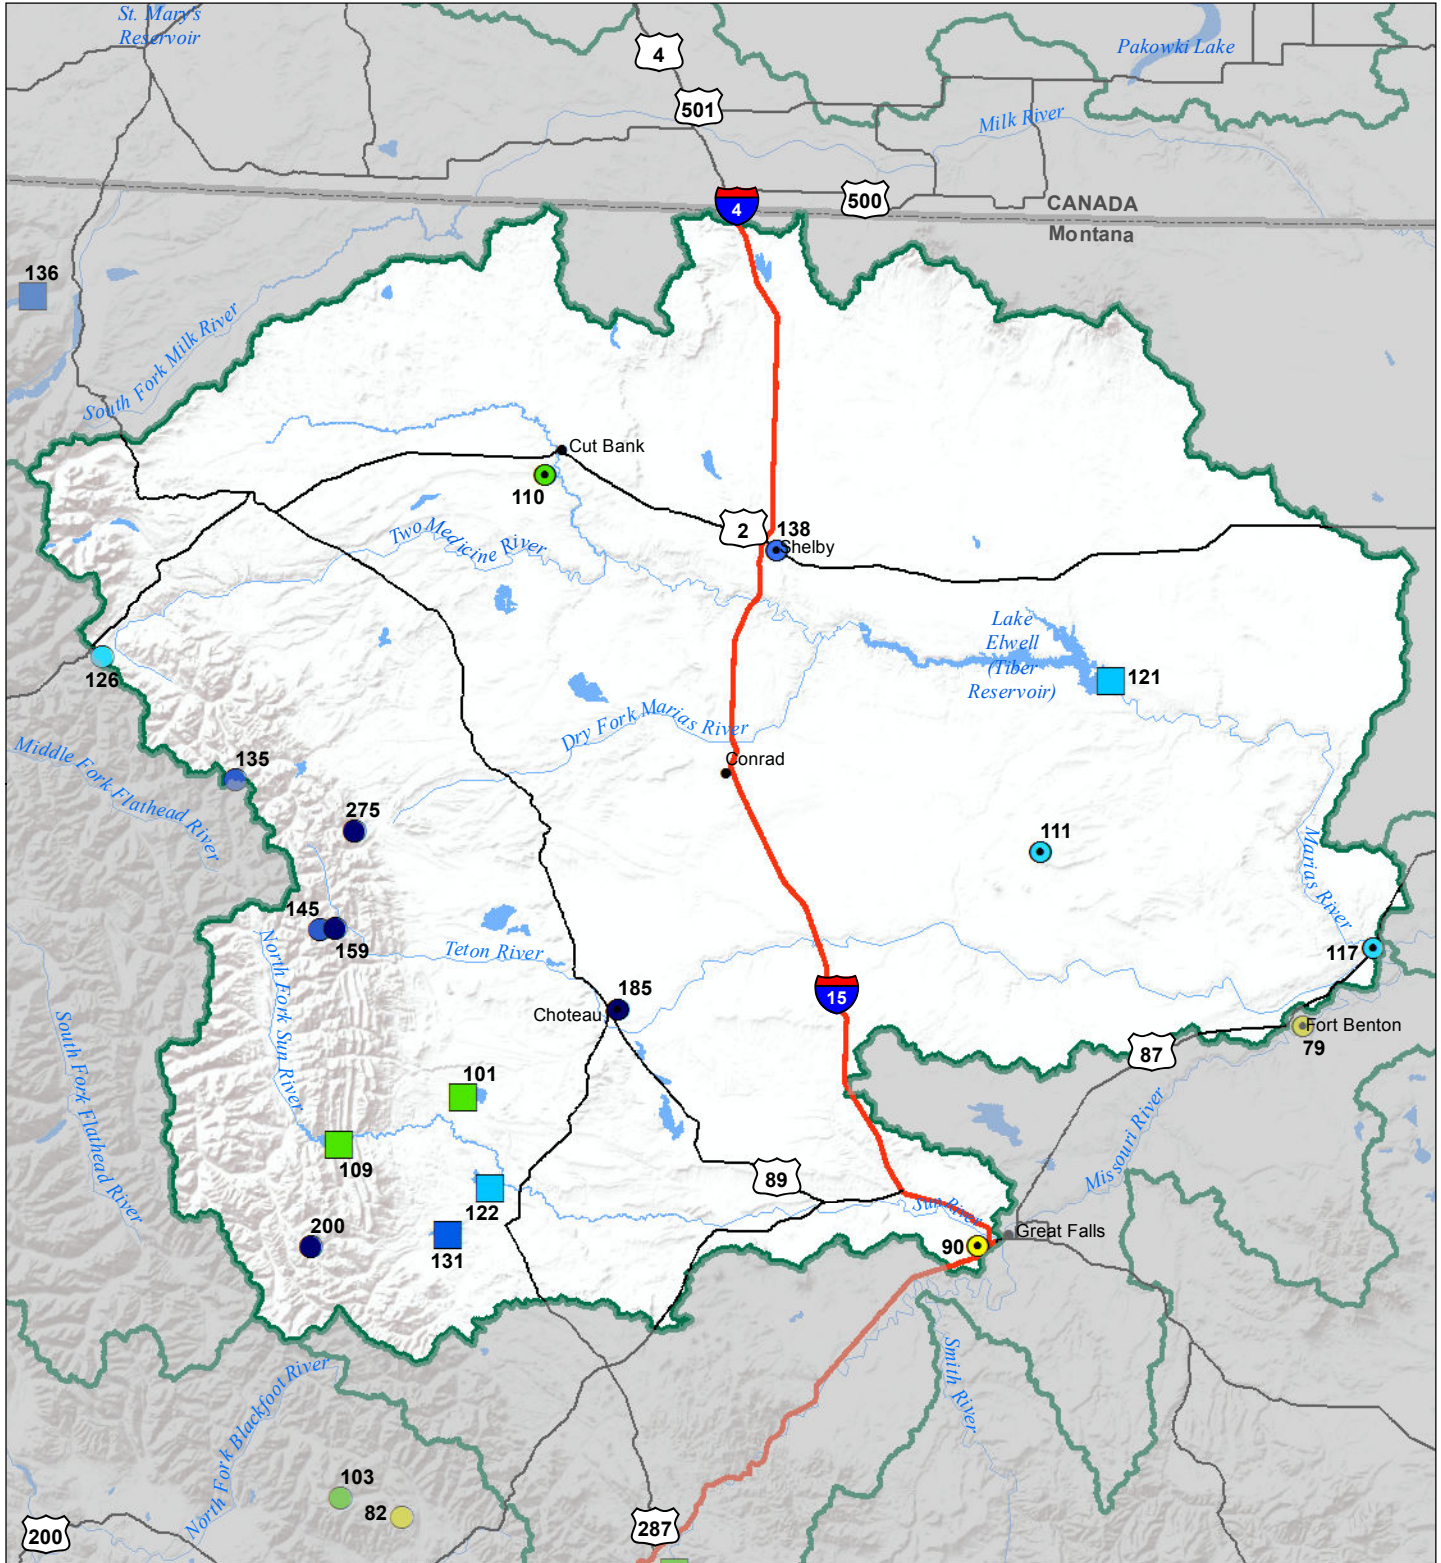 St. Mary's
Reservoir
4
Pakowki Lake
501
Milk River
500
CANADA
4
Montana
136
South Fork Milk River
Cut Bank
110
2
138
Shelby
Two Medicine River
Lake
Elwell
(Tiber
Reservoir)
121
126
Dry Fork Marias River
Middle Fork Flathead River
135
Conrad
275
111
Marias River
145
159
North Fork Sun River
Teton River
117
185
15
Choteau
Fort Benton
79
87
South Fork Flathead River
101
109
Missouri River
89
122
Sun River
200
131
90
Great Falls
Smith River
North Fork Blackfoot River
103
82
200
287